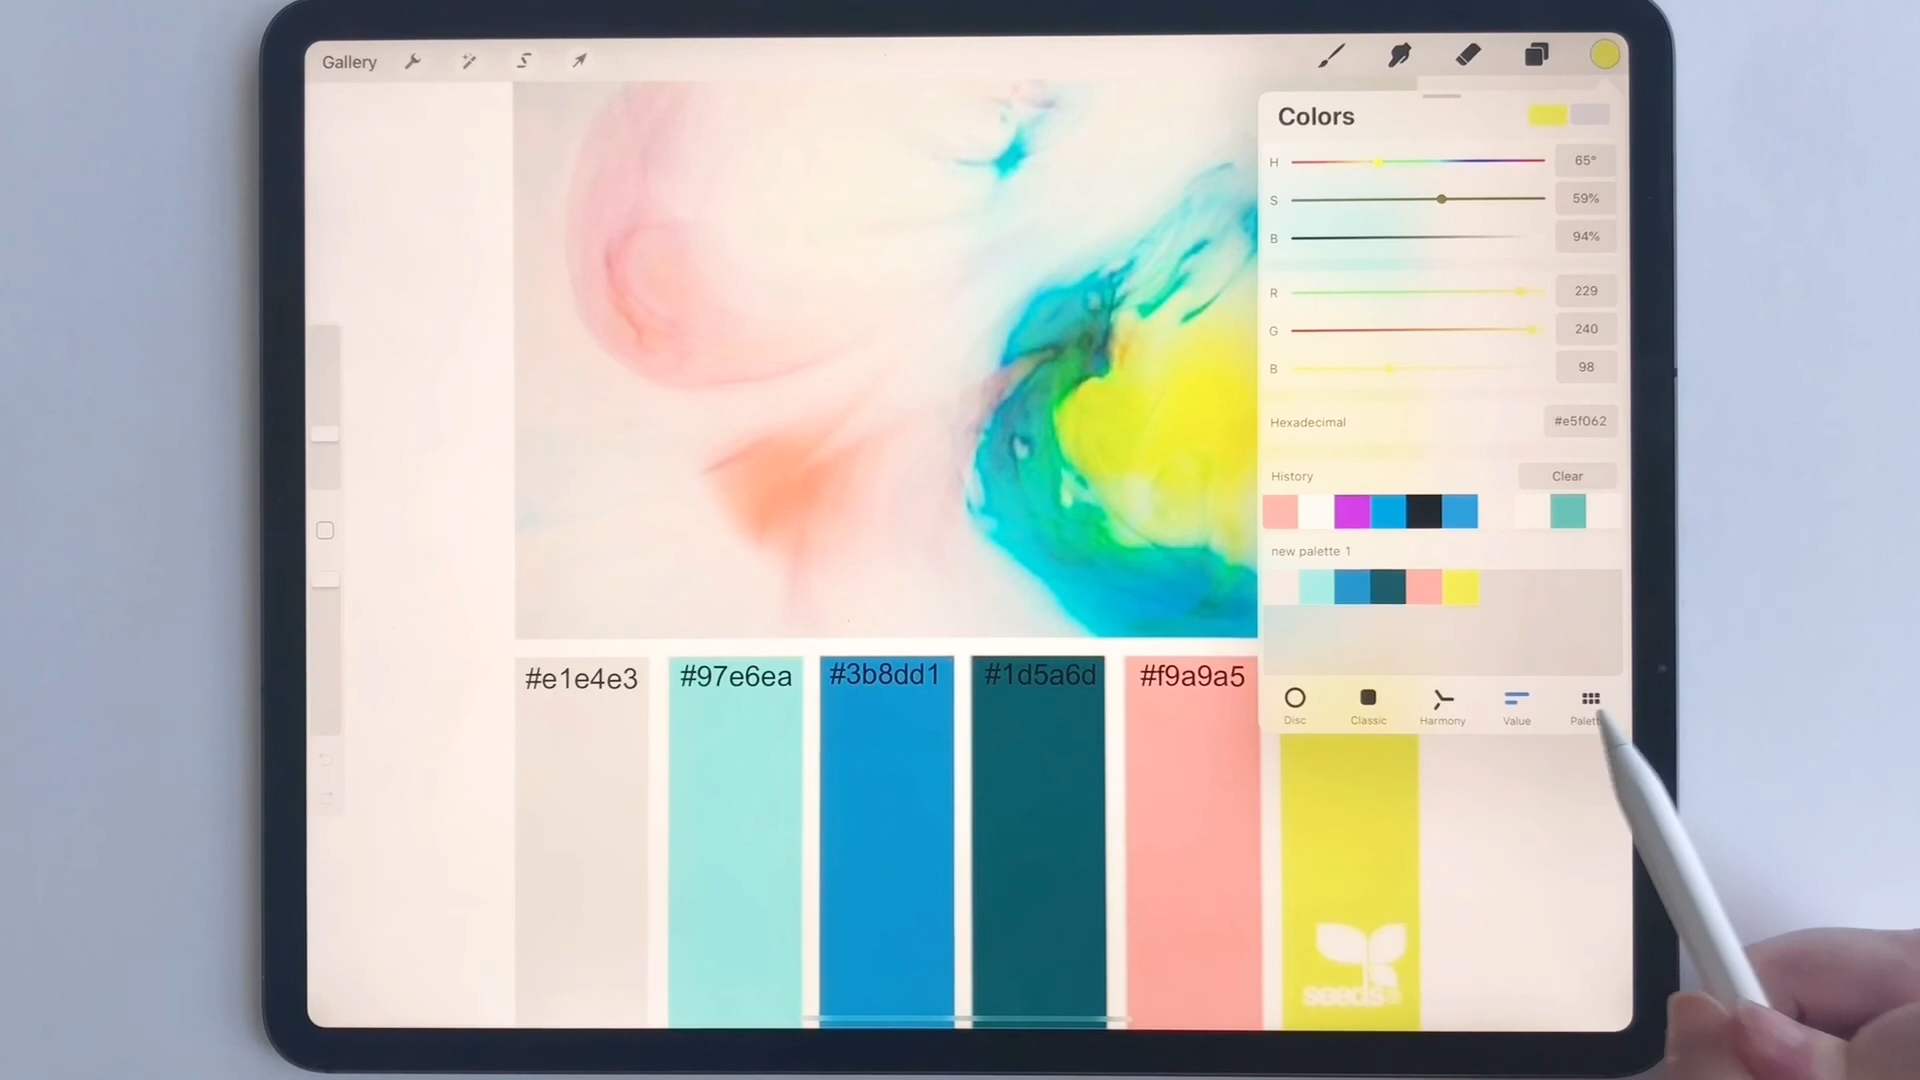 Gallery
Colors
H 65°
S 59%
B 94%
R 229
G 240
B 98
Hexadecimal #e5f062
History Clear
new palette 1
Disc Classic Harmony Value
#e1e4e3 #97e6ea #3b8dd1 #1d5a6d #f9a9a5
seeds